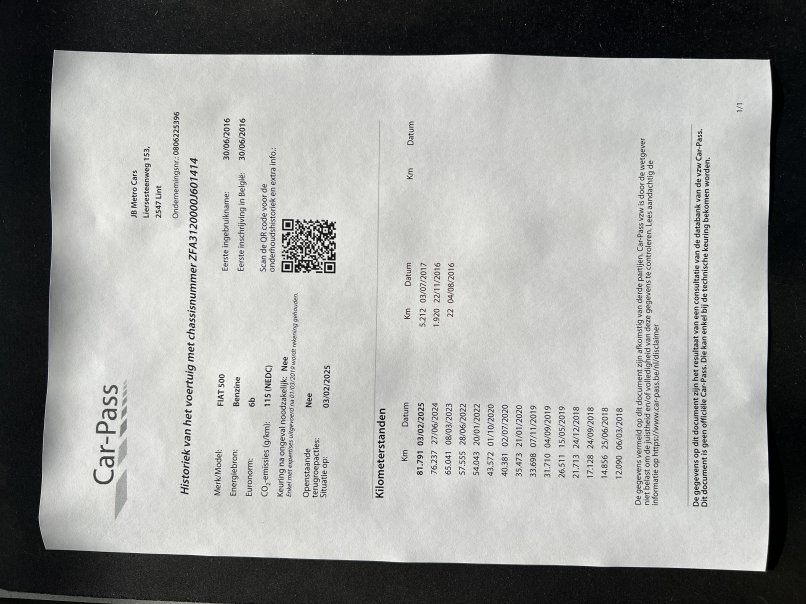 Car-Pass
JB Metro Cars
Liersesteenweg 153,
2547 Lint
Ondernemingsnr.: 0806225396
Historiek van het voertuig met chassisnummer ZFA3120000J601414
Merk/Model: FIAT 500
Energiebron: Benzine
Euronorm: 6b
CO2-emissies (g/km): 115 (NEDC)
Keuring na ongeval noodzakelijk: Nee
Enkel met expertises uitgevoerd na 01/03/2019 wordt rekening gehouden.
Openstaande
terugroepacties: Nee
Situatie op: 03/02/2025
Eerste ingebruikname: 30/06/2016
Eerste inschrijving in België: 30/06/2016
Scan de QR code voor de
onderhoudshistoriek en extra info.:
Kilometerstanden
Km Datum
81.791 03/02/2025
76.237 27/06/2024
65.041 08/03/2023
57.555 28/06/2022
54.043 20/01/2022
43.572 01/10/2020
40.381 02/07/2020
35.473 21/01/2020
33.698 07/11/2019
31.710 04/09/2019
26.511 15/05/2019
21.713 24/12/2018
17.128 24/09/2018
14.856 25/06/2018
12.090 06/03/2018
Km Datum
5.212 03/07/2017
1.920 22/11/2016
22 04/08/2016
Km Datum
De gegevens vermeld op dit document zijn afkomstig van derde partijen. Car-Pass vzw is door de wetgever
niet belast om de juistheid en/of volledigheid van deze gegevens te controleren. Lees aandachtig de
informatie op https://www.car-pass.be/nl/disclaimer
De gegevens op dit document zijn het resultaat van een consultatie van de databank van de vzw Car-Pass.
Dit document is geen officiële Car-Pass. Die kan enkel bij de technische keuring bekomen worden.
1/1